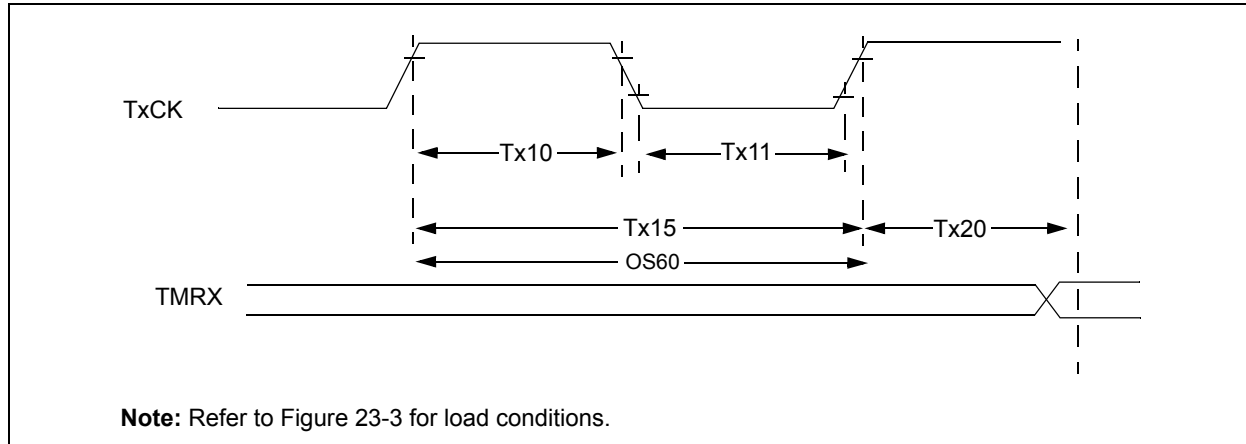 TxCK
Tx10
Tx11
Tx15
Tx20
OS60
TMRX
Note: Refer to Figure 23-3 for load conditions.